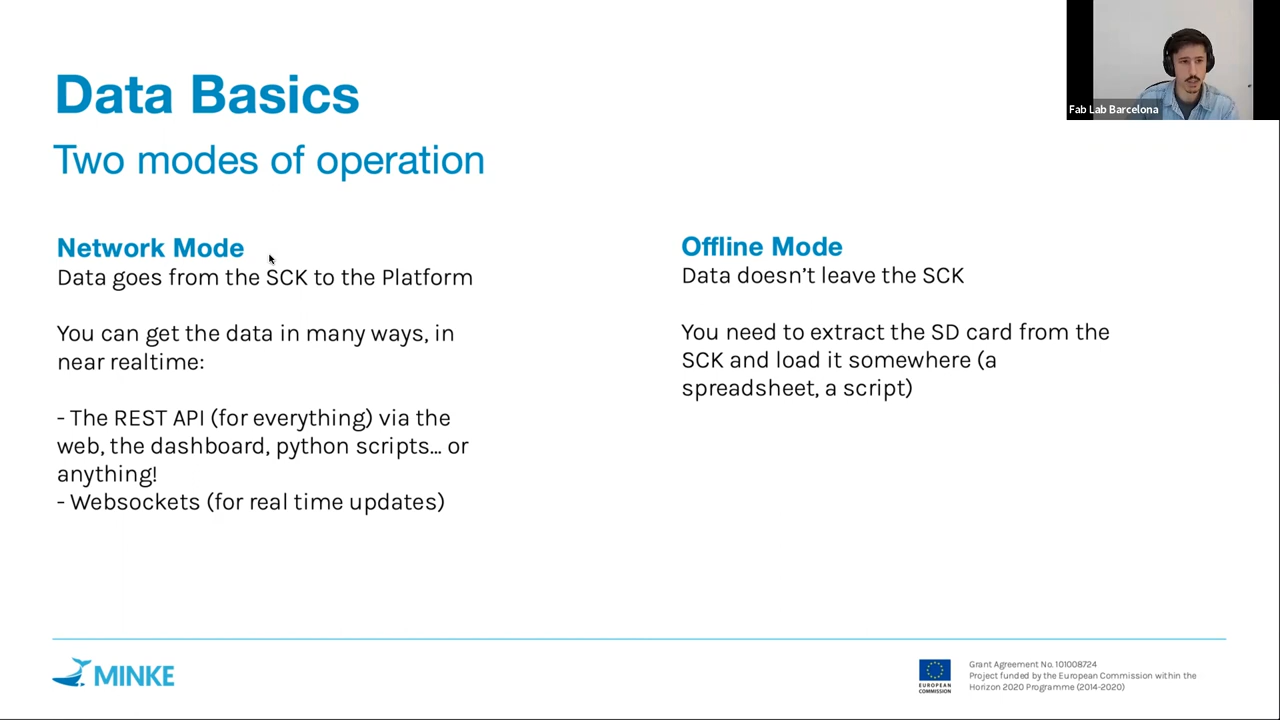 Data Basics
Two modes of operation
Fab Lab Barcelona
Network Mode
Data goes from the SCK to the Platform
You can get the data in many ways, in
near realtime:
- The REST API (for everything) via the
web, the dashboard, python scripts... or
anything!
- Websockets (for real time updates)
Offline Mode
Data doesn’t leave the SCK
You need to extract the SD card from the
SCK and load it somewhere (a
spreadsheet, a script)
MINKE
EUROPEAN
COMMISSION
Grant Agreement No. 101008724
Project funded by the European Commission within the
Horizon 2020 Programme (2014-2020)